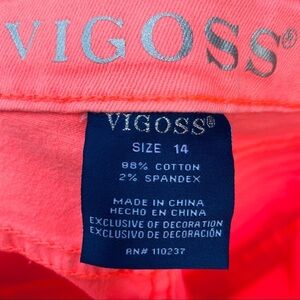 VIGOSS®
VIGOSS®
SIZE 14
98% COTTON
2% SPANDEX
MADE IN CHINA
HECHO EN CHINA
EXCLUSIVE OF DECORATION
EXCLUSIVO DE DECORACIÓN
RN# 110237